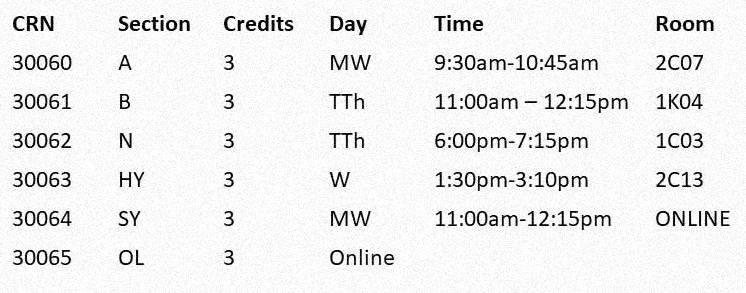 CRN Section Credits Day Time Room
30060 A 3 MW 9:30am-10:45am 2C07
30061 B 3 TTh 11:00am – 12:15pm 1K04
30062 N 3 TTh 6:00pm-7:15pm 1C03
30063 HY 3 W 1:30pm-3:10pm 2C13
30064 SY 3 MW 11:00am-12:15pm ONLINE
30065 OL 3 Online